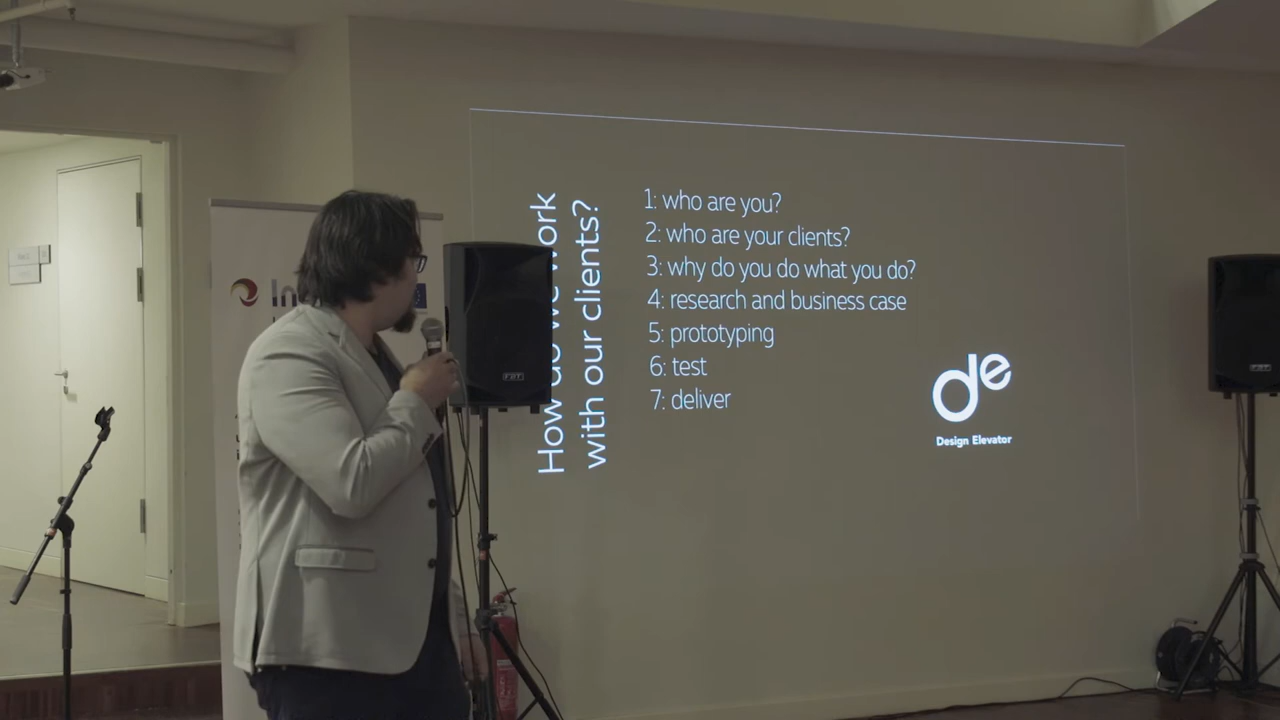 How do we work
with our clients?
1: who are you?
2: who are your clients?
3: why do you do what you do?
4: research and business case
5: prototyping
6: test
7: deliver
de
Design Elevator
FBT
FBT